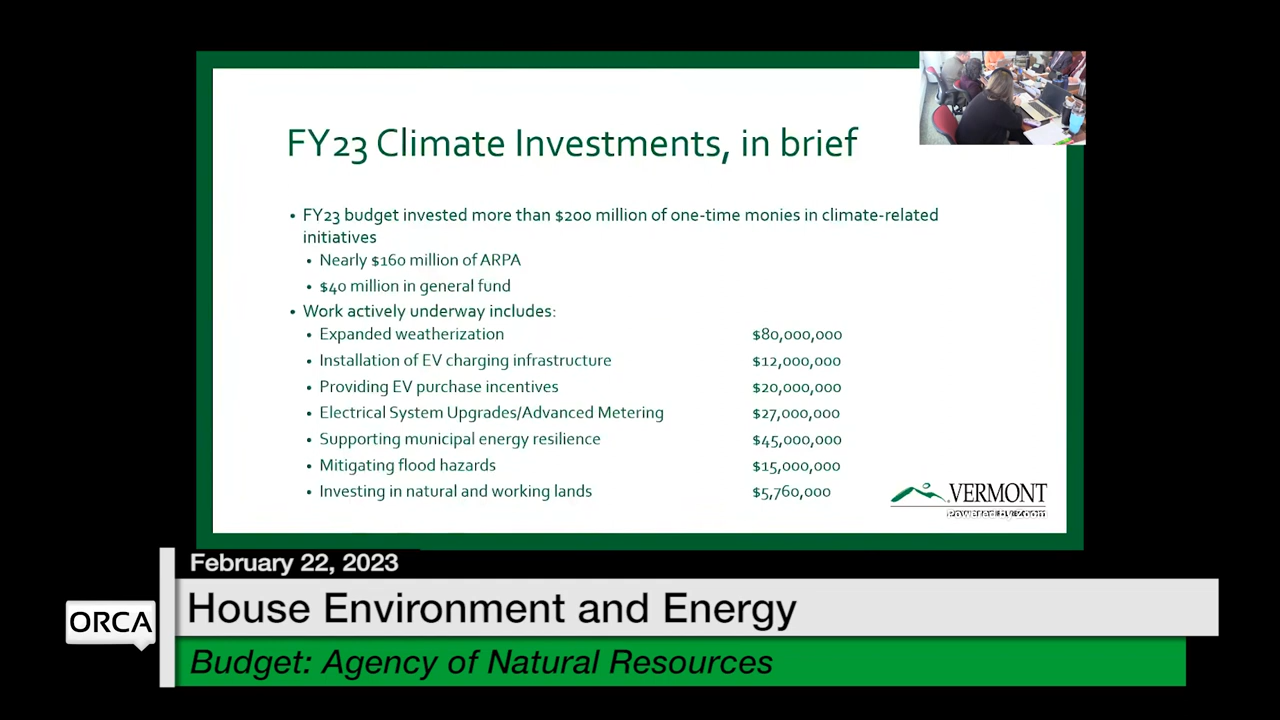 FY23 Climate Investments, in brief
• FY23 budget invested more than $200 million of one-time monies in climate-related
initiatives
• Nearly $160 million of ARPA
• $40 million in general fund
• Work actively underway includes:
• Expanded weatherization $80,000,000
• Installation of EV charging infrastructure $12,000,000
• Providing EV purchase incentives $20,000,000
• Electrical System Upgrades/Advanced Metering $27,000,000
• Supporting municipal energy resilience $45,000,000
• Mitigating flood hazards $15,000,000
• Investing in natural and working lands $5,760,000
VERMONT
Powered by Zoom
February 22, 2023
ORCA
House Environment and Energy
Budget: Agency of Natural Resources